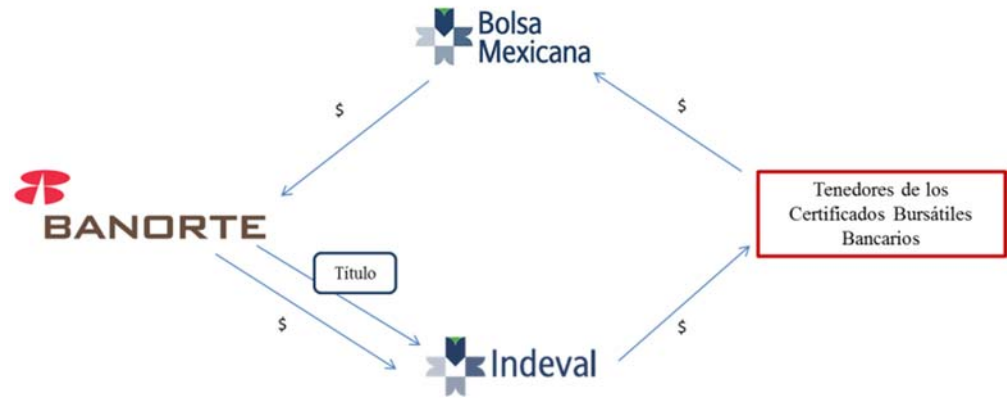 Bolsa
Mexicana
$
$
BANORTE
Tenedores de los
Certificados Bursátiles
Bancarios
Título
$
$
Indeval